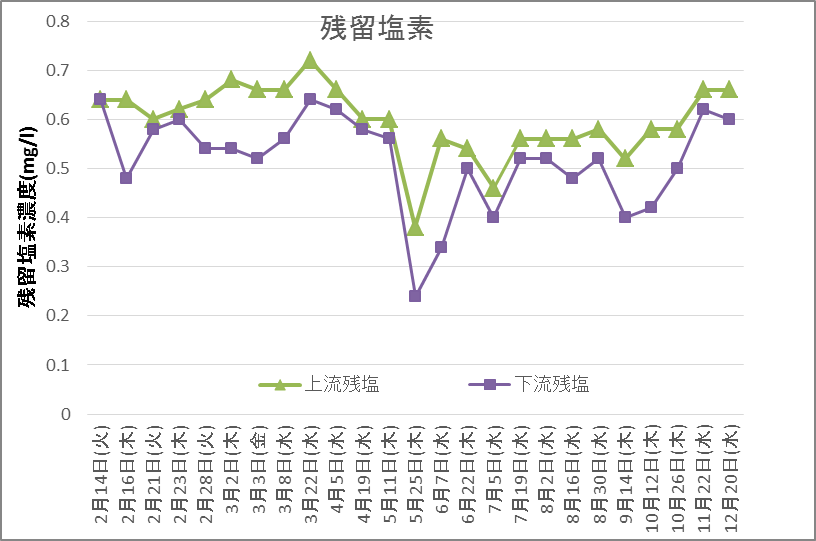 残留塩素
残留塩素濃度(mg/l)
0.8
0.7
0.6
0.5
0.4
0.3
0.2
0.1
0
上流残塩
下流残塩
2月14日(火)
2月16日(木)
2月21日(火)
2月23日(木)
2月28日(火)
3月2日(木)
3月3日(金)
3月8日(水)
3月22日(水)
4月5日(水)
4月19日(水)
5月11日(木)
5月25日(木)
6月7日(水)
6月22日(木)
7月5日(水)
7月19日(水)
8月2日(水)
8月16日(水)
8月30日(水)
9月14日(木)
10月12日(木)
10月26日(木)
11月22日(水)
12月20日(水)